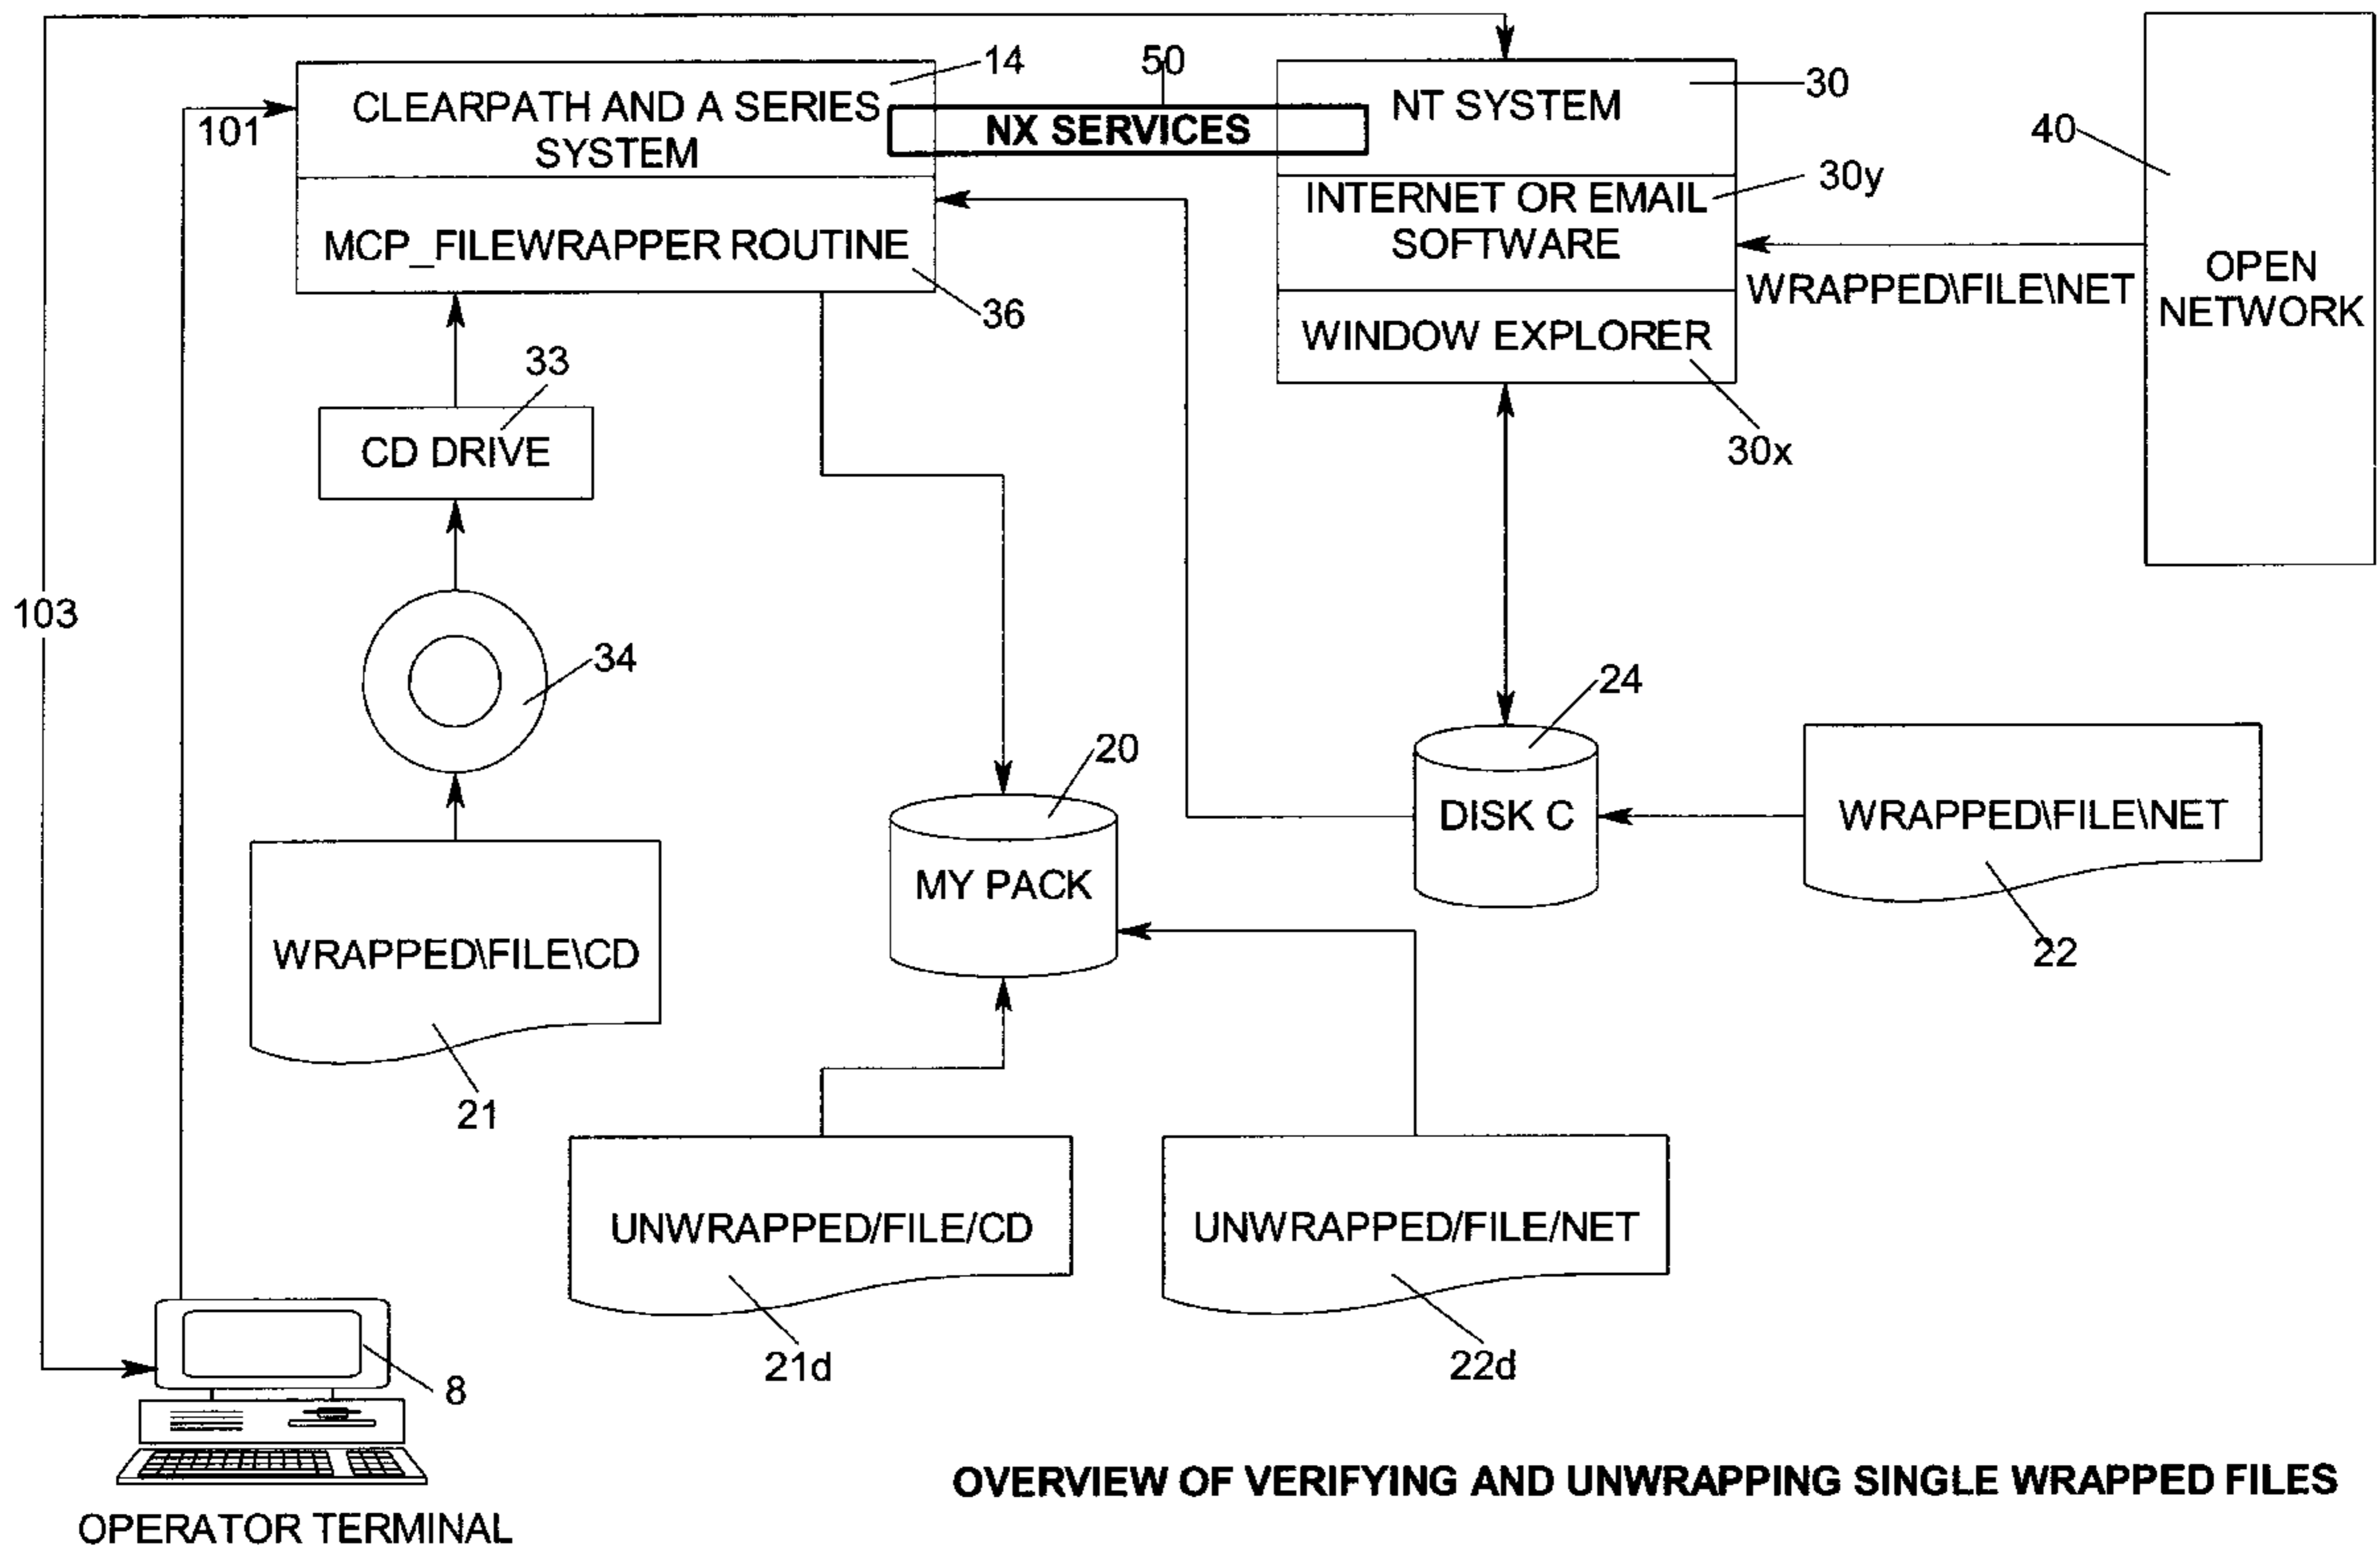 14
50
30
CLEARPATH AND A SERIES
SYSTEM
NX SERVICES
NT SYSTEM
101
40
30y
INTERNET OR EMAIL
SOFTWARE
MCP_FILEWRAPPER ROUTINE
36
WRAPPED\FILE\NET
OPEN
NETWORK
WINDOW EXPLORER
30x
33
CD DRIVE
103
34
24
20
DISK C
WRAPPED\FILE\NET
22
MY PACK
WRAPPED\FILE\CD
21
UNWRAPPED/FILE/CD
21d
UNWRAPPED/FILE/NET
22d
8
OPERATOR TERMINAL
OVERVIEW OF VERIFYING AND UNWRAPPING SINGLE WRAPPED FILES